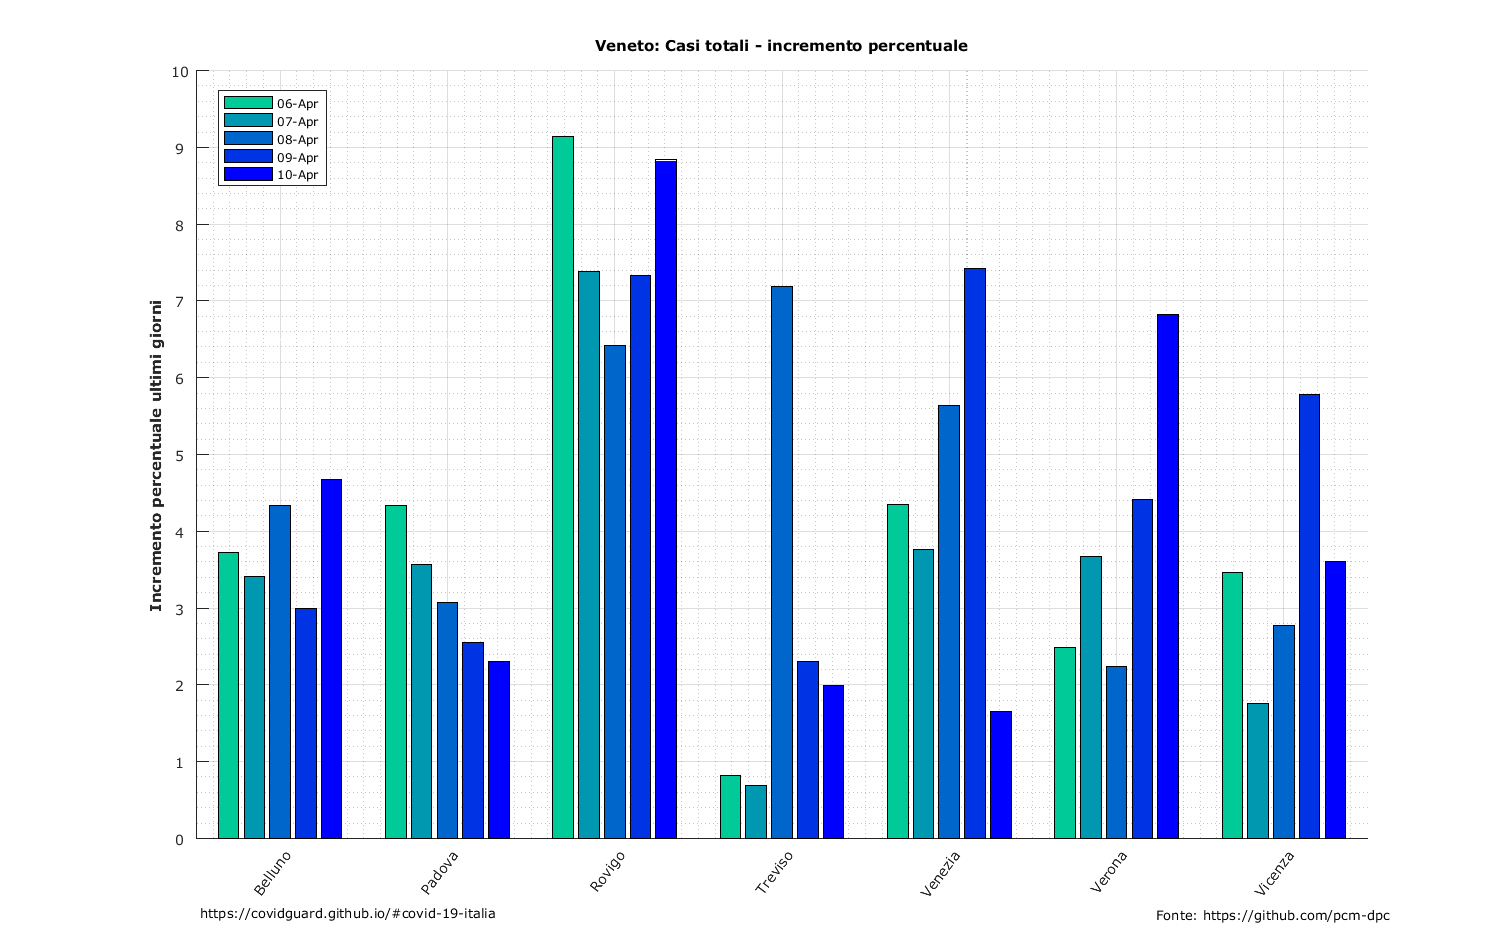 Veneto: Casi totali - incremento percentuale
10
9
8
7
6
5
4
3
2
1
0
Incremento percentuale ultimi giorni
06-Apr
07-Apr
08-Apr
09-Apr
10-Apr
Belluno
Padova
Rovigo
Treviso
Venezia
Verona
Vicenza
https://covidguard.github.io/#covid-19-italia
Fonte: https://github.com/pcm-dpc